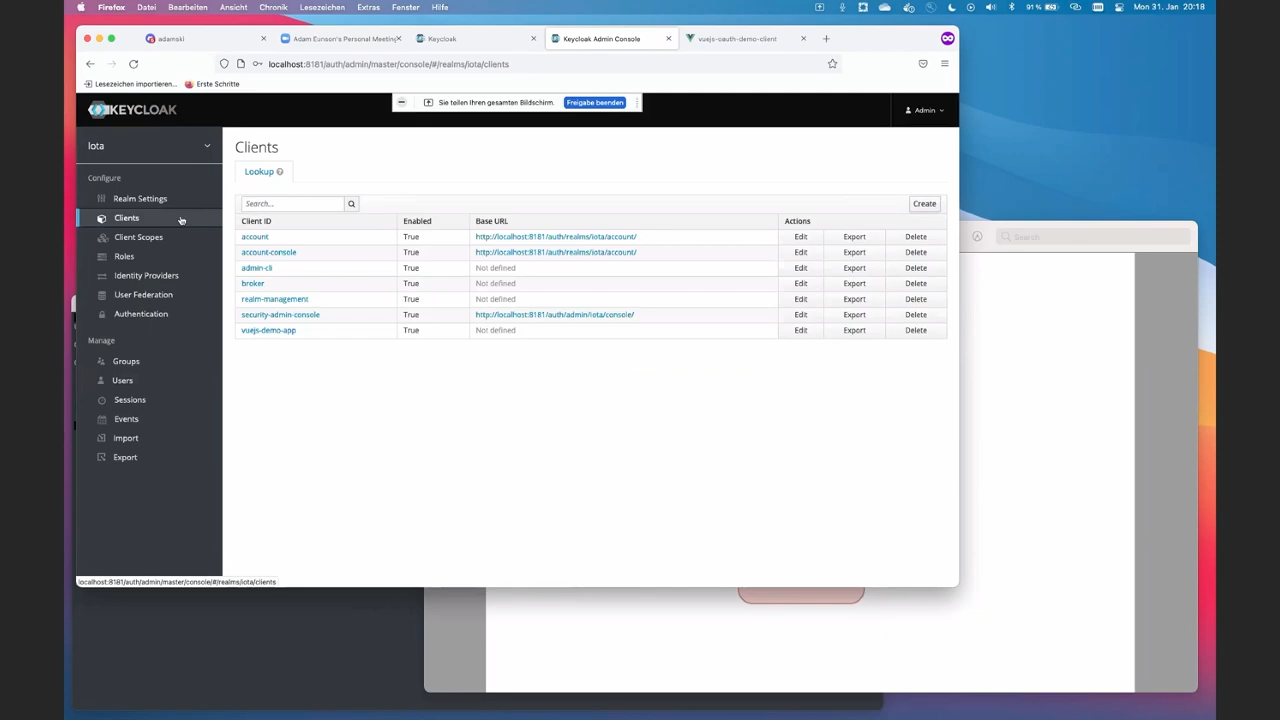 Firefox Datei Bearbeiten Ansicht Chronik Lesezeichen Extras Fenster Hilfe 91 % Mon 31. Jan. 20:18
adamskl Adam Eunson's Personal Meeting Keycloak Keycloak Admin Console vuejs-oauth-demo-client
localhost:8181/auth/admin/master/console/#/realms/iota/clients
Lesezeichen importieren... Erste Schritte
KEYCLOAK Sie teilen Ihren gesamten Bildschirm. Freigabe beenden Admin
Iota
Clients
Lookup
Configure
Realm Settings
Clients
Client Scopes
Roles
Identity Providers
User Federation
Authentication
Manage
Groups
Users
Sessions
Events
Import
Export
Search... Create
Client ID Enabled Base URL Actions
account True http://localhost:8181/auth/realms/iota/account/ Edit Export Delete
account-console True http://localhost:8181/auth/realms/iota/account/ Edit Export Delete
admin-cli True Not defined Edit Export Delete
broker True Not defined Edit Export Delete
realm-management True Not defined Edit Export Delete
security-admin-console True http://localhost:8181/auth/admin/iota/console/ Edit Export Delete
vuejs-demo-app True Not defined Edit Export Delete
Search
localhost:8181/auth/admin/master/console/#/realms/iota/clients